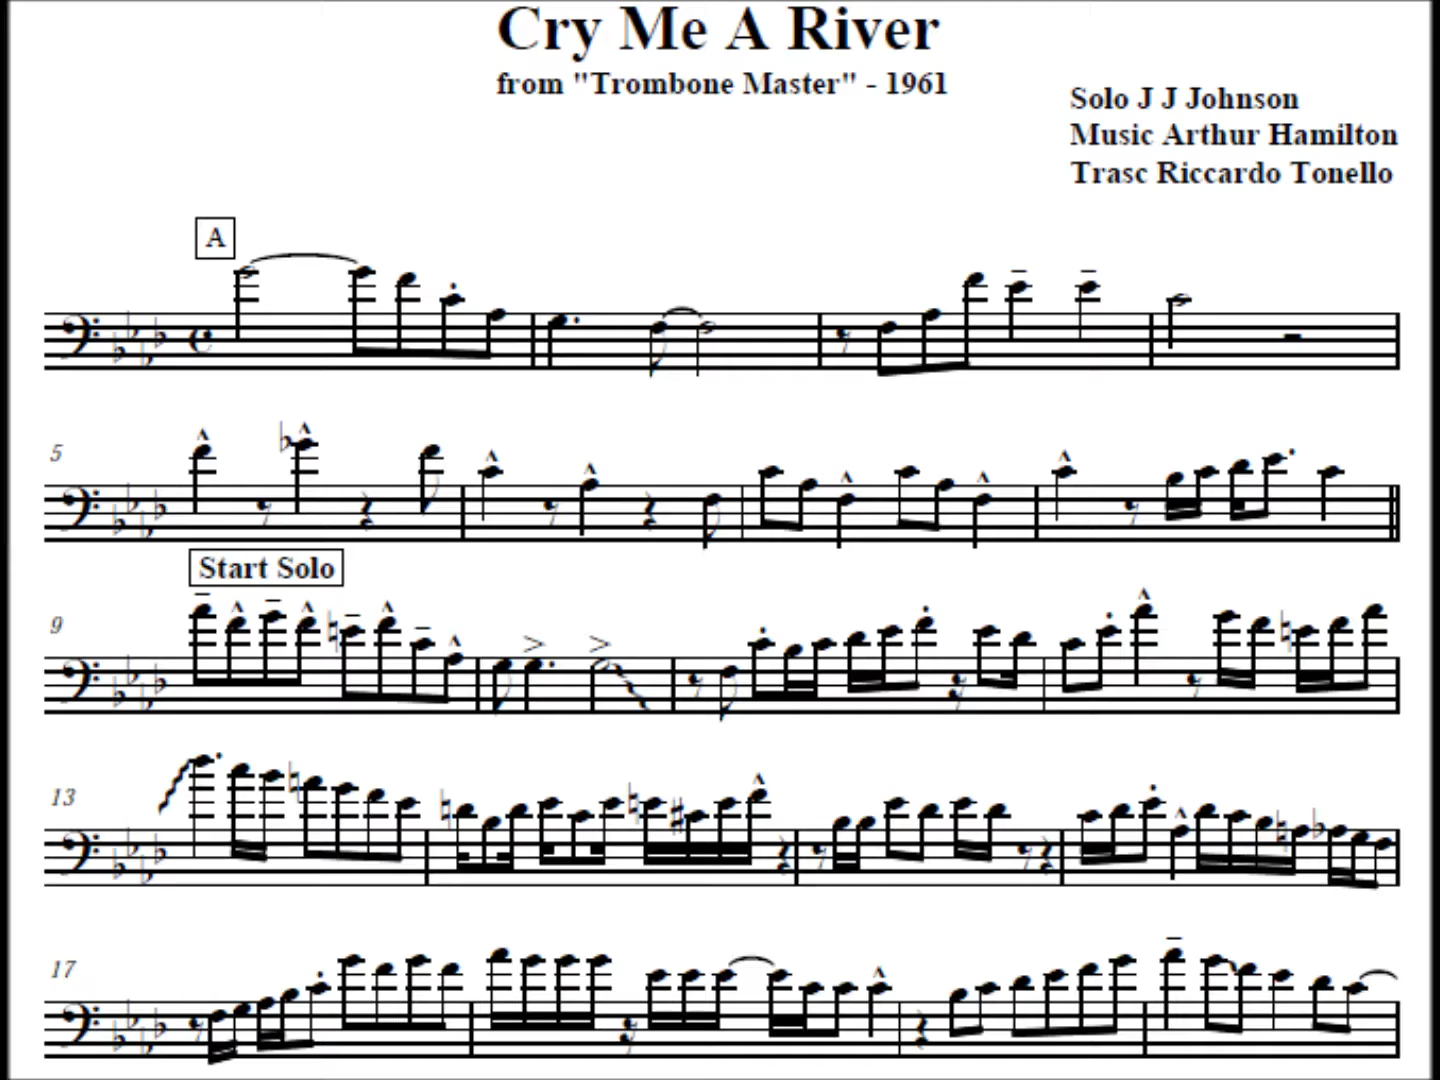 Cry Me A River
from "Trombone Master" - 1961
Solo J J Johnson
Music Arthur Hamilton
Trasc Riccardo Tonello
A
5
Start Solo
9
13
17